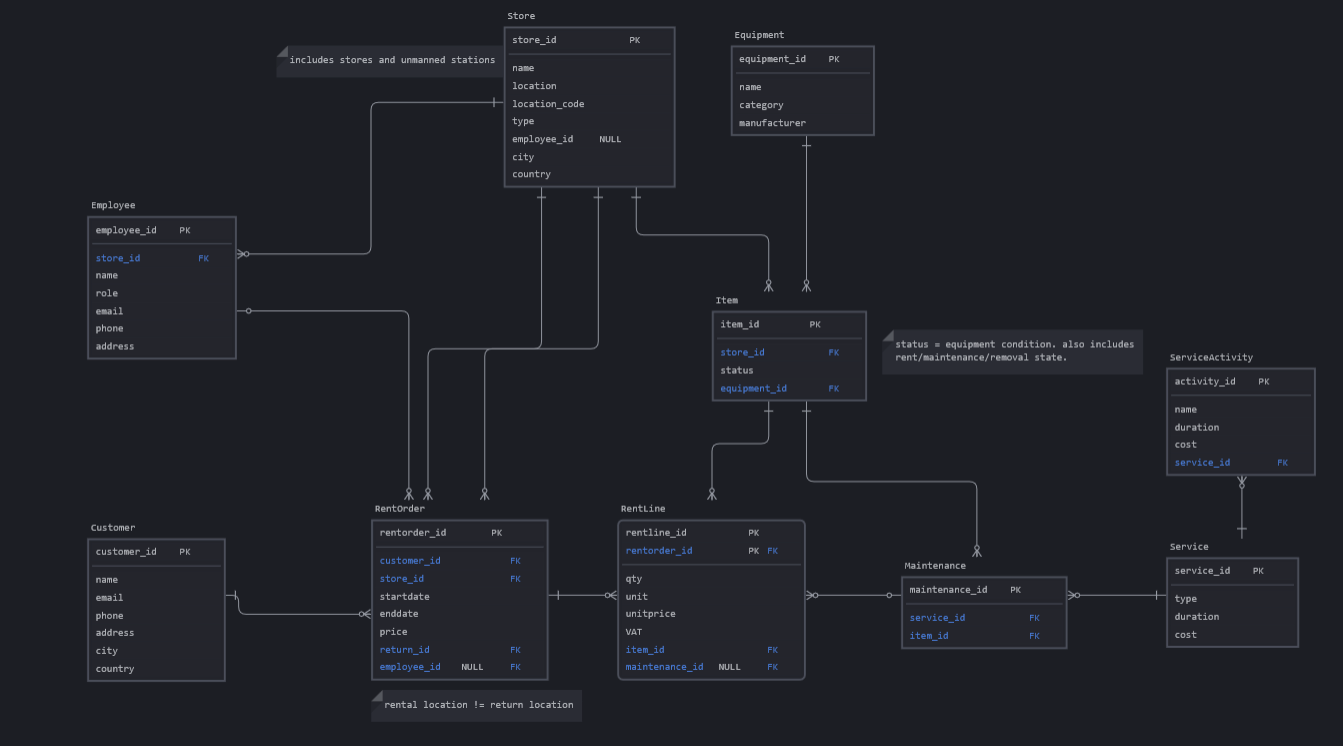 Store
store_id PK
name
location
location_code
type
employee_id NULL
city
country
includes stores and unmanned stations
Equipment
equipment_id PK
name
category
manufacturer
Employee
employee_id PK
store_id FK
name
role
email
phone
address
Item
item_id PK
store_id FK
status
equipment_id FK
status = equipment condition. also includes
rent/maintenance/removal state.
ServiceActivity
activity_id PK
name
duration
cost
service_id FK
Customer
customer_id PK
name
email
phone
address
city
country
RentOrder
rentorder_id PK
customer_id FK
store_id FK
startdate
enddate
price
return_id FK
employee_id NULL FK
rental location != return location
RentLine
rentline_id PK
rentorder_id PK FK
qty
unit
unitprice
VAT
item_id FK
maintenance_id NULL FK
Maintenance
maintenance_id PK
service_id FK
item_id FK
Service
service_id PK
type
duration
cost